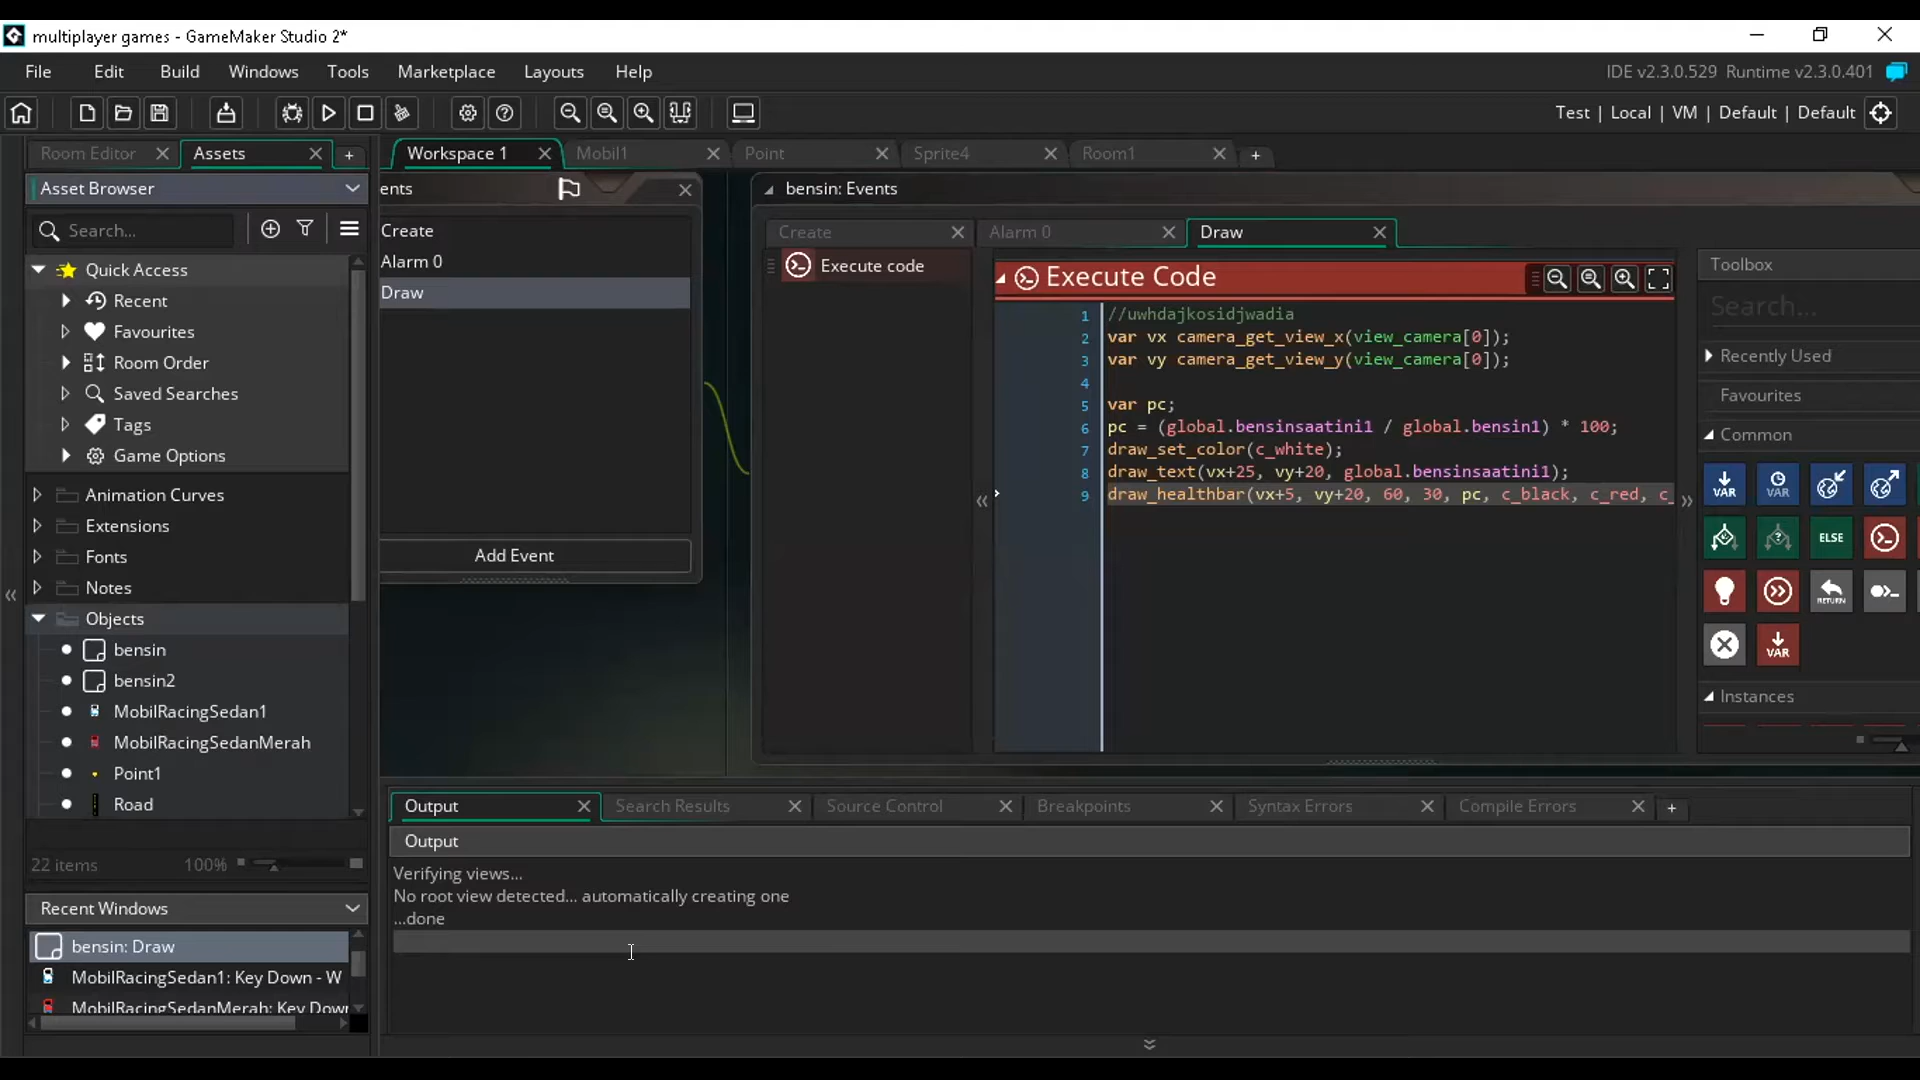 multiplayer games - GameMaker Studio 2*
File Edit Build Windows Tools Marketplace Layouts Help
IDE v2.3.0.529 Runtime v2.3.0.401
Test | Local | VM | Default | Default
Room Editor
Assets
Workspace 1
Mobil1
Point
Sprite4
Room1
Asset Browser
Search...
Quick Access
Recent
Favourites
Room Order
Saved Searches
Tags
Game Options
Animation Curves
Extensions
Fonts
Notes
Objects
bensin
bensin2
MobilRacingSedan1
MobilRacingSedanMerah
Point1
Road
22 items
100%
Recent Windows
bensin: Draw
MobilRacingSedan1: Key Down - W
MobilRacingSedanMerah: Key Down
ents
Create
Alarm 0
Draw
Add Event
bensin: Events
Create
Alarm 0
Draw
Execute code
Execute Code
1 //uwhdajkosidjwadia
2 var vx camera_get_view_x(view_camera[0]);
3 var vy camera_get_view_y(view_camera[0]);
4
5 var pc;
6 pc = (global.bensinsaatini1 / global.bensin1) * 100;
7 draw_set_color(c_white);
8 draw_text(vx+25, vy+20, global.bensinsaatini1);
9 draw_healthbar(vx+5, vy+20, 60, 30, pc, c_black, c_red, c_
Toolbox
Search...
Recently Used
Favourites
Common
VAR
VAR
ELSE
RETURN
VAR
Instances
Output
Search Results
Source Control
Breakpoints
Syntax Errors
Compile Errors
Output
Verifying views...
No root view detected... automatically creating one
...done